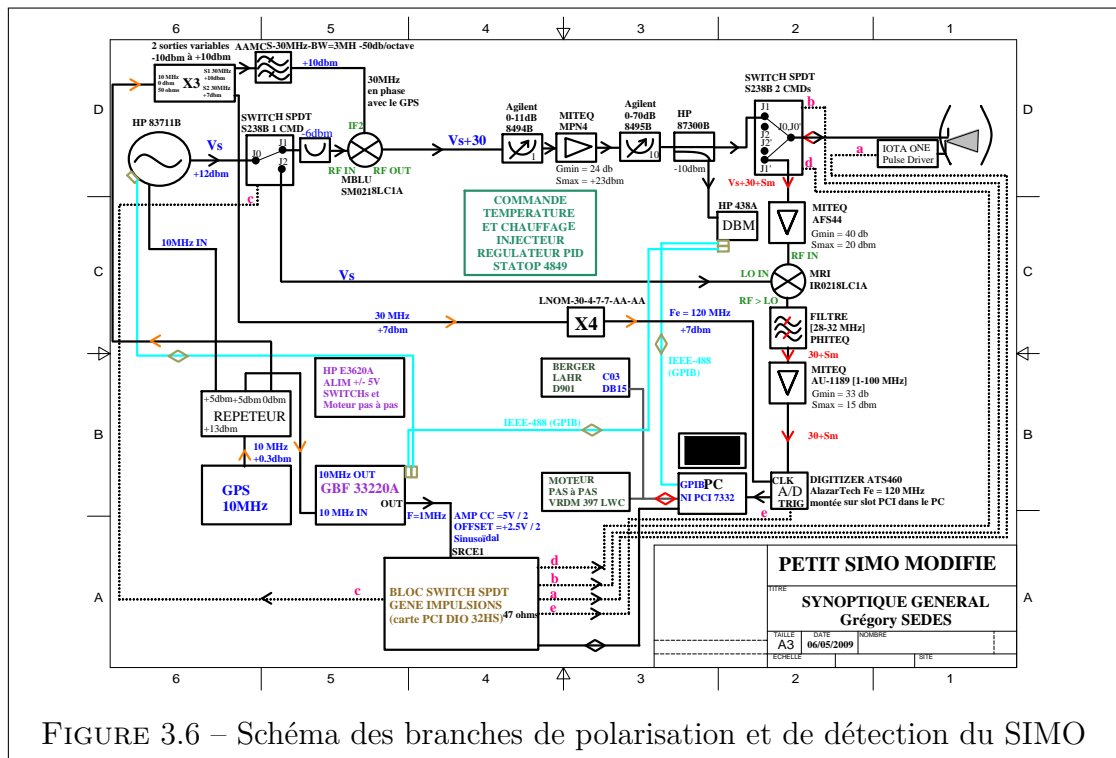 6 5 4 3 2 1
D
C
B
A
D
C
B
A
2 sorties variables
-10dbm à +10dbm
10 MHz
0 dbm
50 ohms
X3
S1 30MHz
+10dbm
S2 30MHz
+7dbm
AAMCS-30MHz-BW=3MH -50db/octave
+10dbm
30MHz
en phase
avec le GPS
HP 83711B
Vs
+12dbm
SWITCH SPDT
S238B 1 CMD
J0
J1
J2
c
-6dbm
IF2
RF IN
RF OUT
MBLU
SM0218LC1A
Vs+30
Agilent
0-11dB
8494B
1
MITEQ
MPN4
Gmin = 24 db
Smax = +23dbm
Agilent
0-70dB
8495B
10
HP
87300B
-10dbm
HP 438A
DBM
SWITCH SPDT
S238B 2 CMDs
J1
J2
J2'
J1'
J0,J0'
b
d
a
IOTA ONE
Pulse Driver
Vs+30+Sm
MITEQ
AFS44
Gmin = 40 db
Smax = 20 dbm
RF IN
LO IN
MRI
IR0218LC1A
RF > LO
FILTRE
[28-32 MHz]
PHITEQ
30+Sm
MITEQ
AU-1189 [1-100 MHz]
Gmin = 33 db
Smax = 15 dbm
30+Sm
COMMANDE
TEMPERATURE
ET CHAUFFAGE
INJECTEUR
REGULATEUR PID
STATOP 4849
10MHz IN
Vs
30 MHz
+7dbm
LNOM-30-4-7-7-AA-AA
X4
Fe = 120 MHz
+7dbm
IEEE-488
(GPIB)
HP E3620A
ALIM +/- 5V
SWITCHs et
Moteur pas à pas
BERGER
LAHR
D901
C03
DB15
IEEE-488 (GPIB)
+5dbm
+5dbm
0dbm
REPETEUR
+13dbm
10 MHz
+0.3dbm
GPS
10MHz
10MHz OUT
GBF 33220A
OUT
10 MHz IN
F=1MHz
AMP CC =5V / 2
OFFSET =+2.5V / 2
Sinusoïdal
SRCE1
MOTEUR
PAS à PAS
VRDM 397 LWC
GPIB
PC
NI PCI 7332
CLK
A/D
TRIG
e
DIGITIZER ATS460
AlazarTech Fe = 120 MHz
montée sur slot PCI dans le PC
BLOC SWITCH SPDT
GENE IMPULSIONS
(carte PCI DIO 32HS)
47 ohms
c
d
b
a
e
PETIT SIMO MODIFIE
TITRE
SYNOPTIQUE GENERAL
Grégory SEDES
TAILLE
A3
DATE
06/05/2009
NOMBRE
ECHELLE
SITE
6 5 4 3 2 1
FIGURE 3.6 – Schéma des branches de polarisation et de détection du SIMO